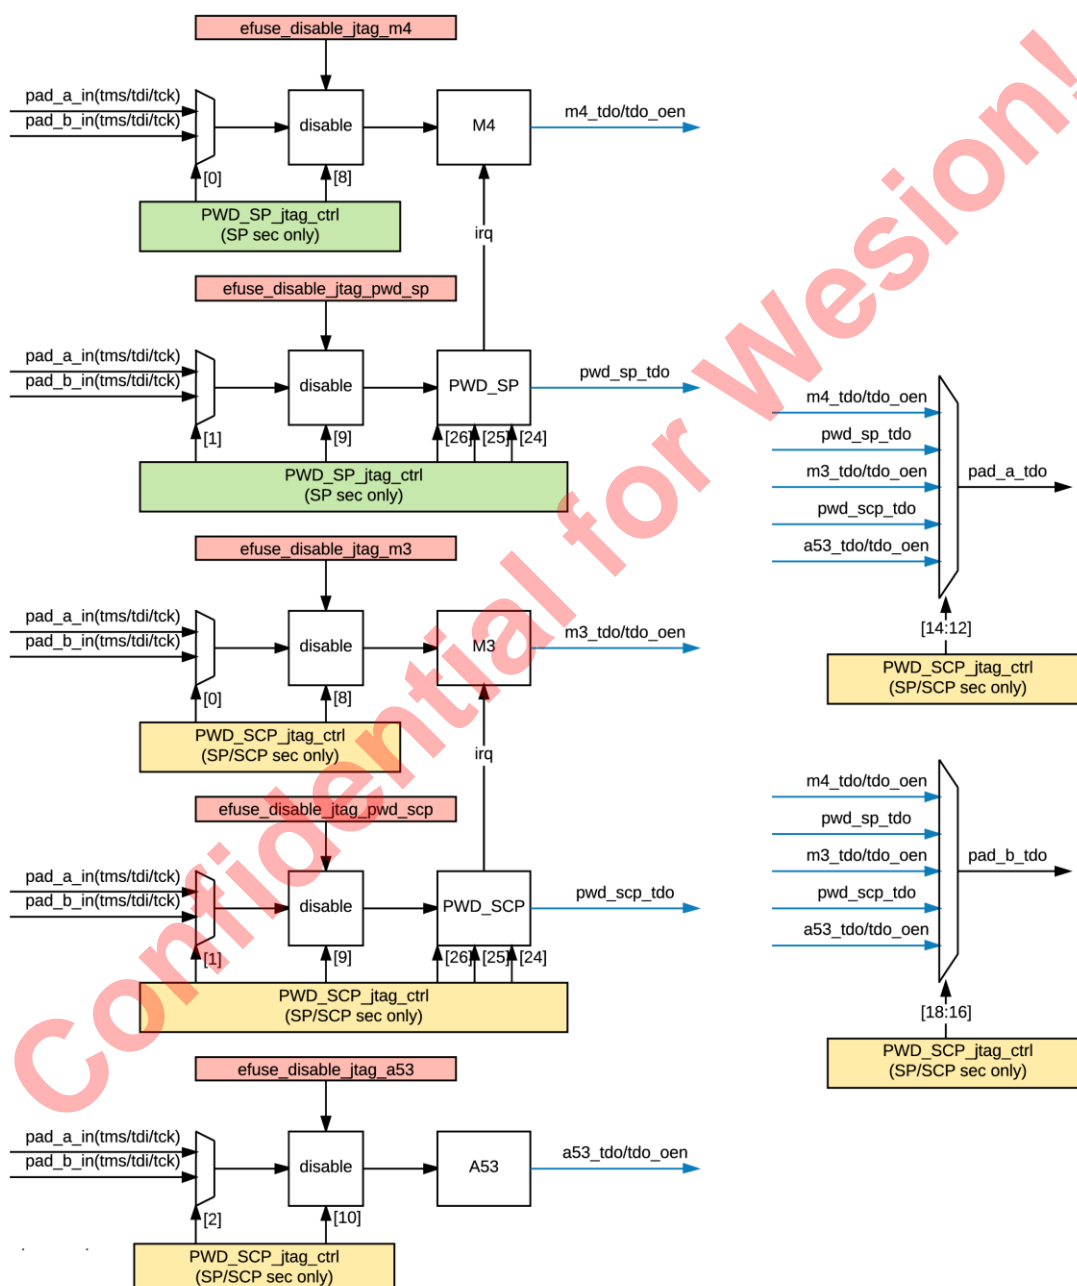 efuse_disable_jtag_m4
pad_a_in(tms/tdi/tck)
pad_b_in(tms/tdi/tck)
disable
M4
m4_tdo/tdo_oen
[0]
[8]
PWD_SP_jtag_ctrl
(SP sec only)
irq
efuse_disable_jtag_pwd_sp
pad_a_in(tms/tdi/tck)
pad_b_in(tms/tdi/tck)
disable
PWD_SP
pwd_sp_tdo
[1]
[9]
[26]
[25]
[24]
PWD_SP_jtag_ctrl
(SP sec only)
efuse_disable_jtag_m3
pad_a_in(tms/tdi/tck)
pad_b_in(tms/tdi/tck)
disable
M3
m3_tdo/tdo_oen
[0]
[8]
PWD_SCP_jtag_ctrl
(SP/SCP sec only)
irq
efuse_disable_jtag_pwd_scp
pad_a_in(tms/tdi/tck)
pad_b_in(tms/tdi/tck)
disable
PWD_SCP
pwd_scp_tdo
[1]
[9]
[26]
[25]
[24]
PWD_SCP_jtag_ctrl
(SP/SCP sec only)
efuse_disable_jtag_a53
pad_a_in(tms/tdi/tck)
pad_b_in(tms/tdi/tck)
disable
A53
a53_tdo/tdo_oen
[2]
[10]
PWD_SCP_jtag_ctrl
(SP/SCP sec only)
m4_tdo/tdo_oen
pwd_sp_tdo
m3_tdo/tdo_oen
pwd_scp_tdo
a53_tdo/tdo_oen
pad_a_tdo
[14:12]
PWD_SCP_jtag_ctrl
(SP/SCP sec only)
m4_tdo/tdo_oen
pwd_sp_tdo
m3_tdo/tdo_oen
pwd_scp_tdo
a53_tdo/tdo_oen
pad_b_tdo
[18:16]
PWD_SCP_jtag_ctrl
(SP/SCP sec only)
Confidential for Wesion!